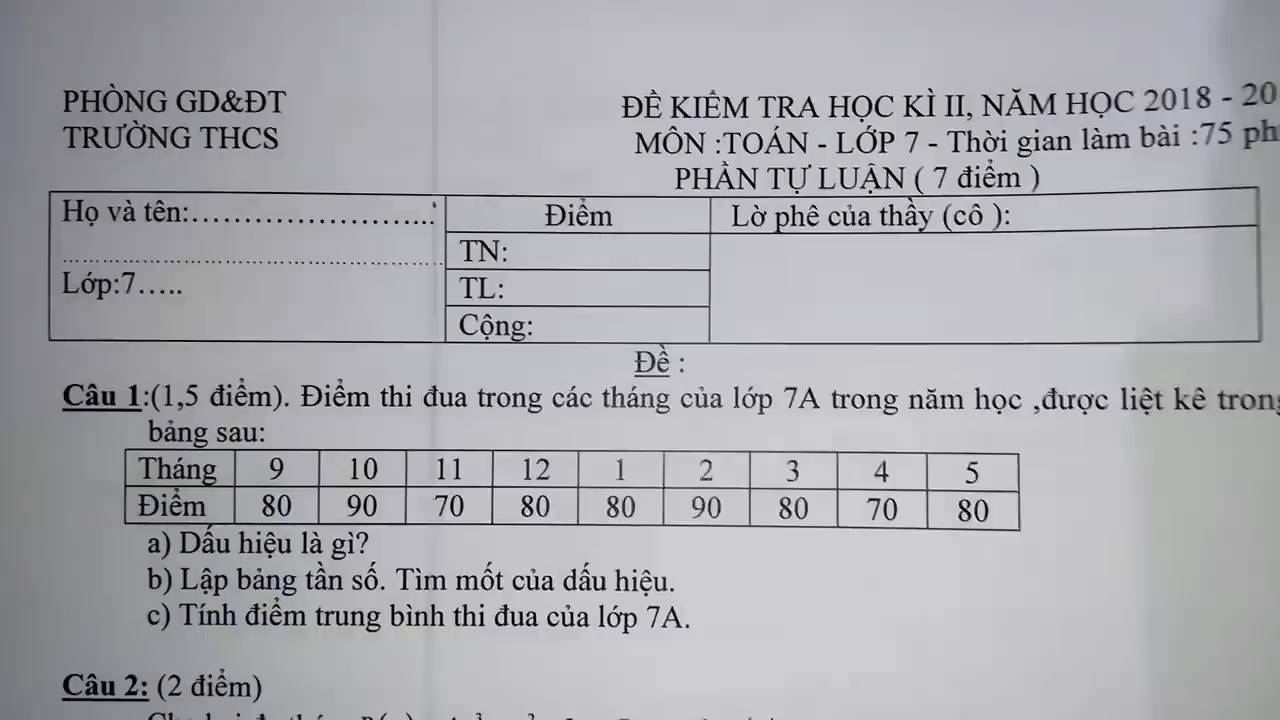 PHÒNG GD&ĐT
TRƯỜNG THCS
ĐỀ KIỂM TRA HỌC KÌ II, NĂM HỌC 2018 - 20
MÔN :TOÁN - LỚP 7 - Thời gian làm bài :75 ph
PHẦN TỰ LUẬN ( 7 điểm )
Họ và tên:……………………..
Điểm
Lờ phê của thầy (cô ):
TN:
Lớp:7…..
TL:
Cộng:
Đề :
Câu 1:(1,5 điểm). Điểm thi đua trong các tháng của lớp 7A trong năm học ,được liệt kê trong
bảng sau:
Tháng 9 10 11 12 1 2 3 4 5
Điểm 80 90 70 80 80 90 80 70 80
a) Dấu hiệu là gì?
b) Lập bảng tần số. Tìm mốt của dấu hiệu.
c) Tính điểm trung bình thi đua của lớp 7A.
Câu 2: (2 điểm)